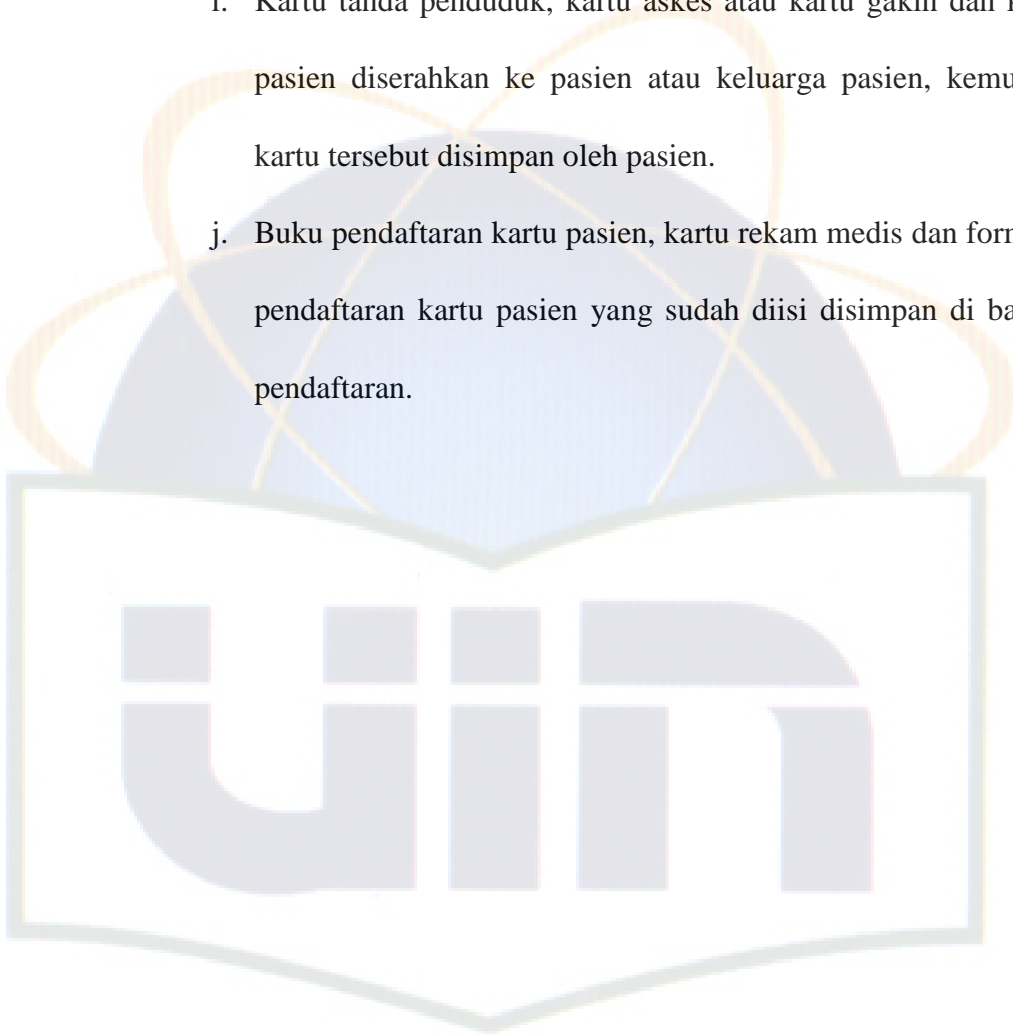 i. Kartu tanda penduduk, kartu askes atau kartu gakin dan
pasien diserahkan ke pasien atau keluarga pasien,
kartu tersebut disimpan oleh pasien.
j. Buku pendaftaran kartu pasien, kartu rekam medis dan
pendaftaran kartu pasien yang sudah diisi disimpan di
pendaftaran.
uin